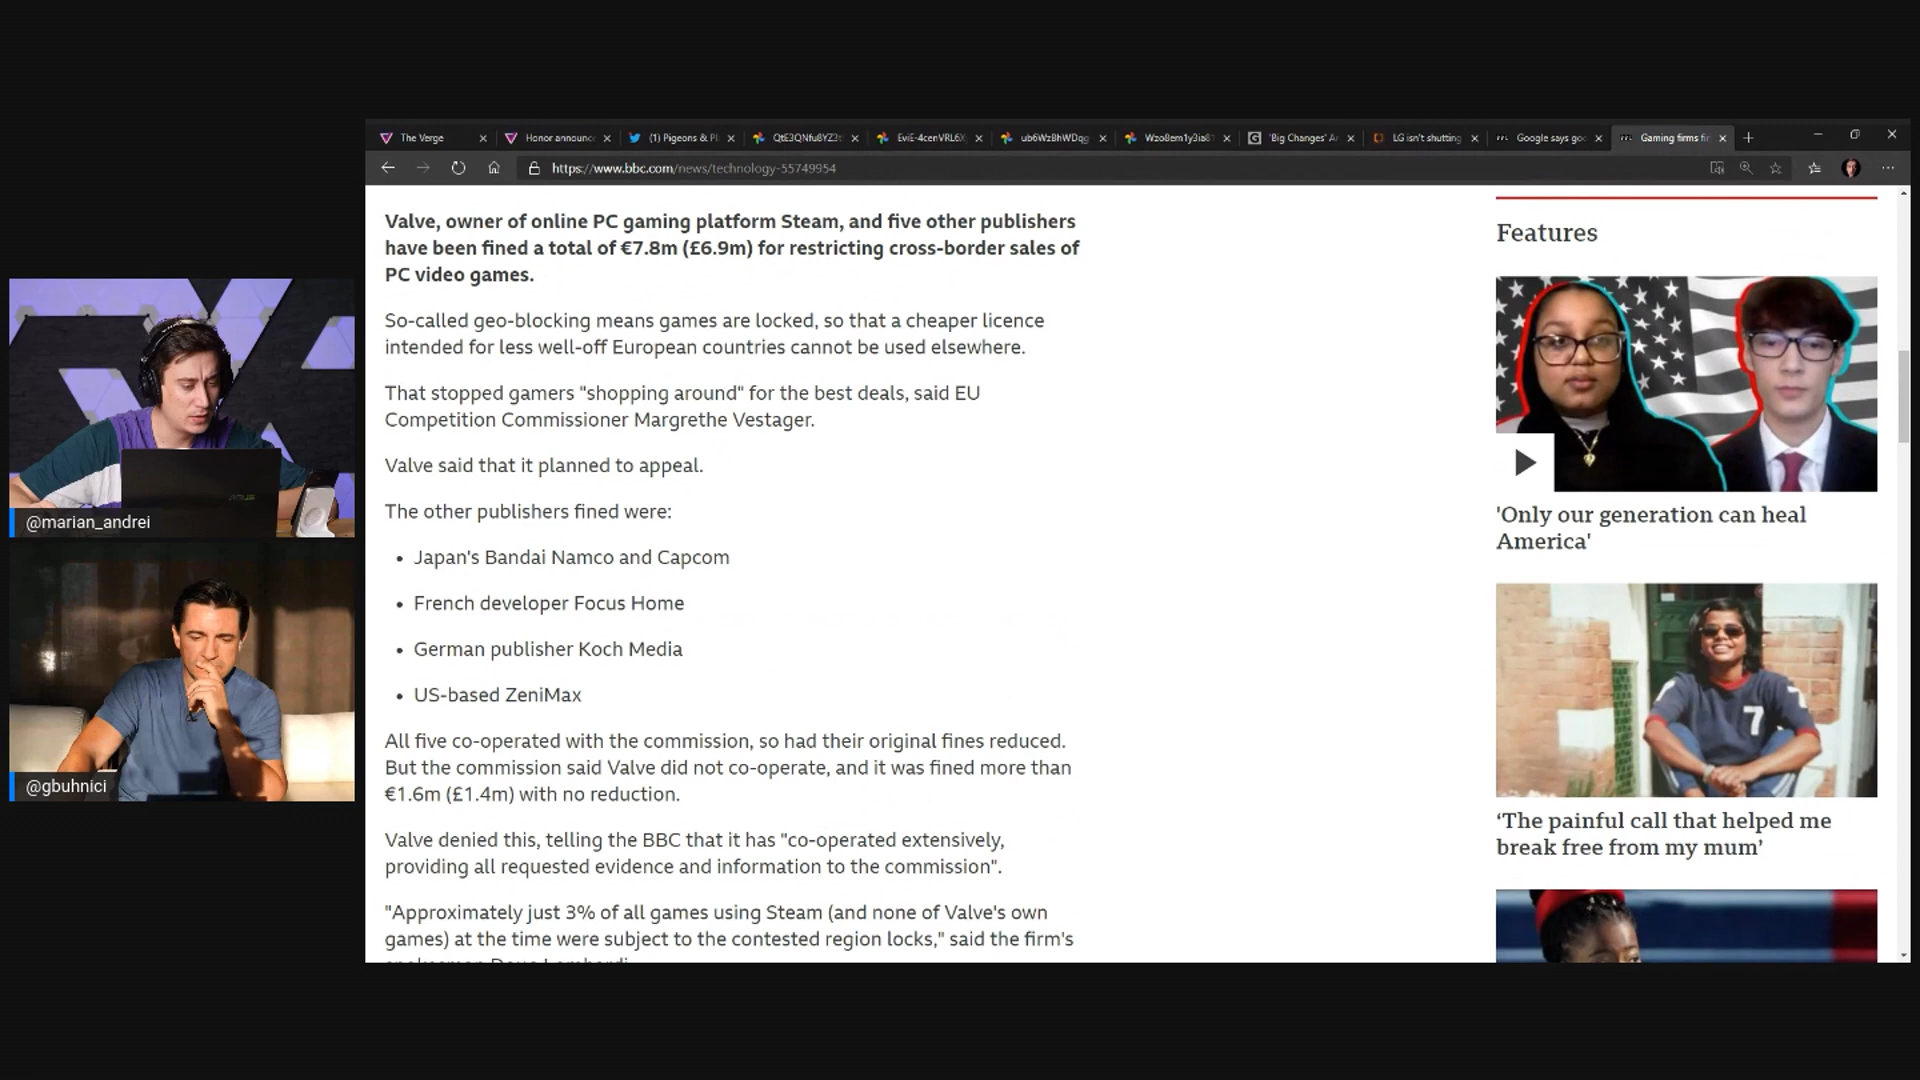 The Verge
Honor announc
(1) Pigeons & Pl
QtE3QNfu8YZ3t
EviE-4cenVRL6X
ub6WzBhWDqg
Wzo8em1y3ia81
'Big Changes' Ar
LG isn't shutting
Google says goo
Gaming firms fir
https://www.bbc.com/news/technology-55749954
Valve, owner of online PC gaming platform Steam, and five other publishers
have been fined a total of €7.8m (£6.9m) for restricting cross-border sales of
PC video games.
So-called geo-blocking means games are locked, so that a cheaper licence
intended for less well-off European countries cannot be used elsewhere.
That stopped gamers "shopping around" for the best deals, said EU
Competition Commissioner Margrethe Vestager.
Valve said that it planned to appeal.
The other publishers fined were:
• Japan's Bandai Namco and Capcom
• French developer Focus Home
• German publisher Koch Media
• US-based ZeniMax
All five co-operated with the commission, so had their original fines reduced.
But the commission said Valve did not co-operate, and it was fined more than
€1.6m (£1.4m) with no reduction.
Valve denied this, telling the BBC that it has "co-operated extensively,
providing all requested evidence and information to the commission".
"Approximately just 3% of all games using Steam (and none of Valve's own
games) at the time were subject to the contested region locks," said the firm's
Features
'Only our generation can heal
America'
7
‘The painful call that helped me
break free from my mum’
ASUS
@marian_andrei
@gbuhnici